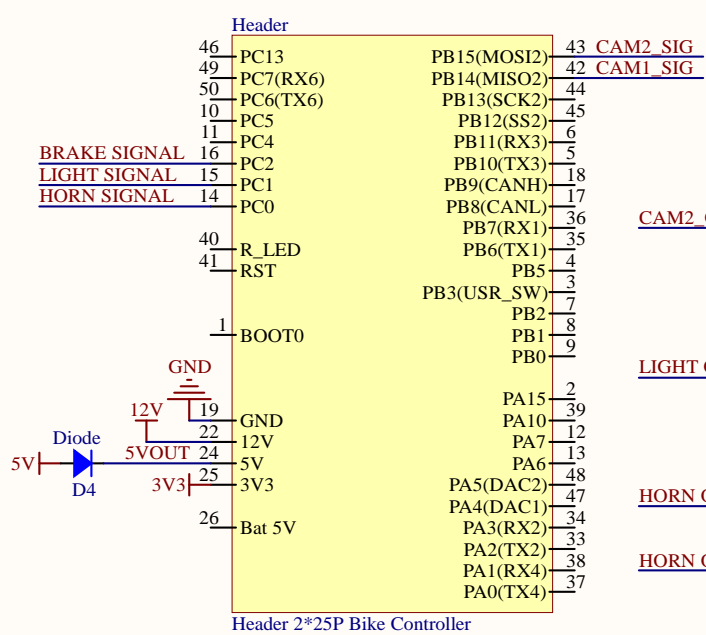 Header
46 PC13 PB15(MOSI2) 43 CAM2_SIG
49 PC7(RX6) PB14(MISO2) 42 CAM1_SIG
50 PC6(TX6) PB13(SCK2) 44
10 PC5 PB12(SS2) 45
11 PC4 PB11(RX3) 6
BRAKE SIGNAL 16 PC2 PB10(TX3) 5
LIGHT SIGNAL 15 PC1 PB9(CANH) 18
HORN SIGNAL 14 PC0 PB8(CANL) 17
PB7(RX1) 36 CAM2_
40 R_LED PB6(TX1) 35
41 RST PB5 4
PB3(USR_SW) 3
PB2 7
1 BOOT0 PB1 8
PB0 9
GND LIGHT
PA15 2
12V 19 GND PA10 39
22 12V PA7 12
Diode 5VOUT 24 5V PA6 13
5V
D4 3V3 25 3V3 PA5(DAC2) 48
PA4(DAC1) 47 HORN
26 Bat 5V PA3(RX2) 34
PA2(TX2) 33
PA1(RX4) 38 HORN
PA0(TX4) 37
Header 2*25P Bike Controller